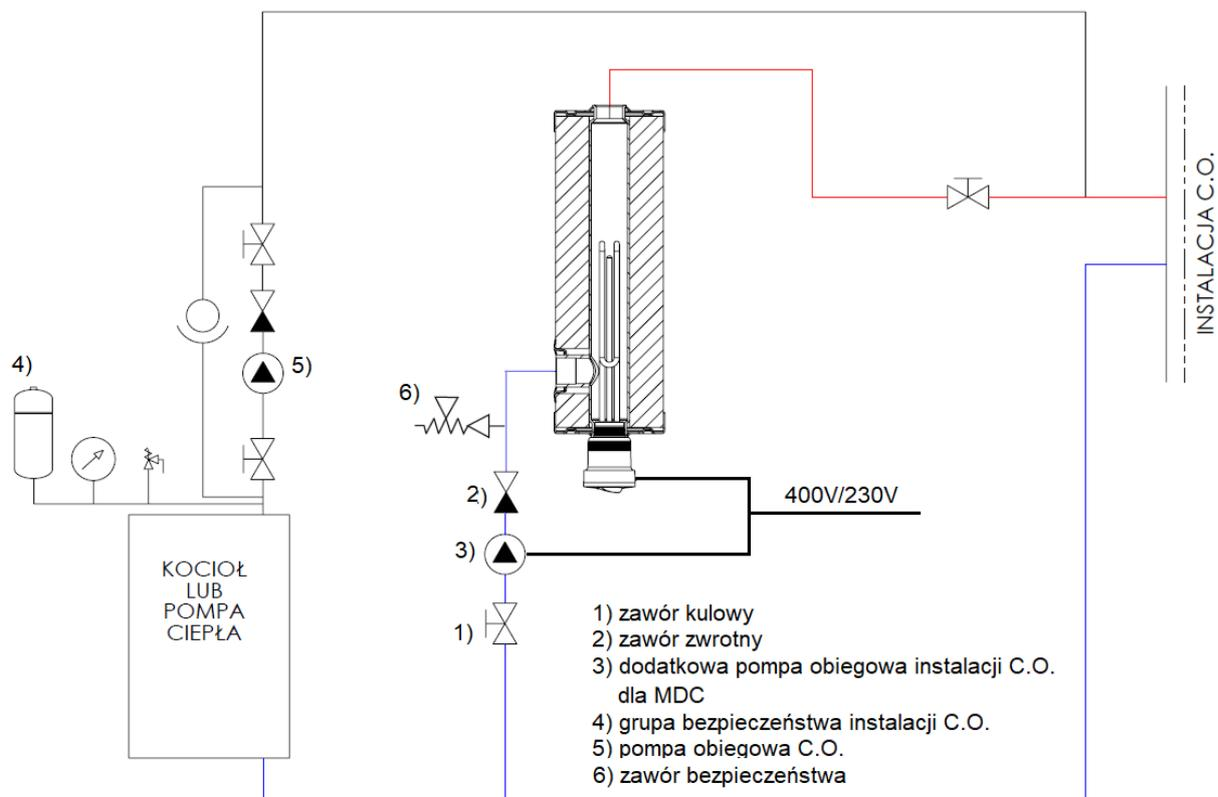 INSTALACJA C.O.
4)
5)
6)
2)
400V/230V
3)
KOCIOŁ
LUB
POMPA
CIEPŁA
1)
1) zawór kulowy
2) zawór zwrotny
3) dodatkowa pompa obiegowa instalacji C.O.
dla MDC
4) grupa bezpieczeństwa instalacji C.O.
5) pompa obiegowa C.O.
6) zawór bezpieczeństwa